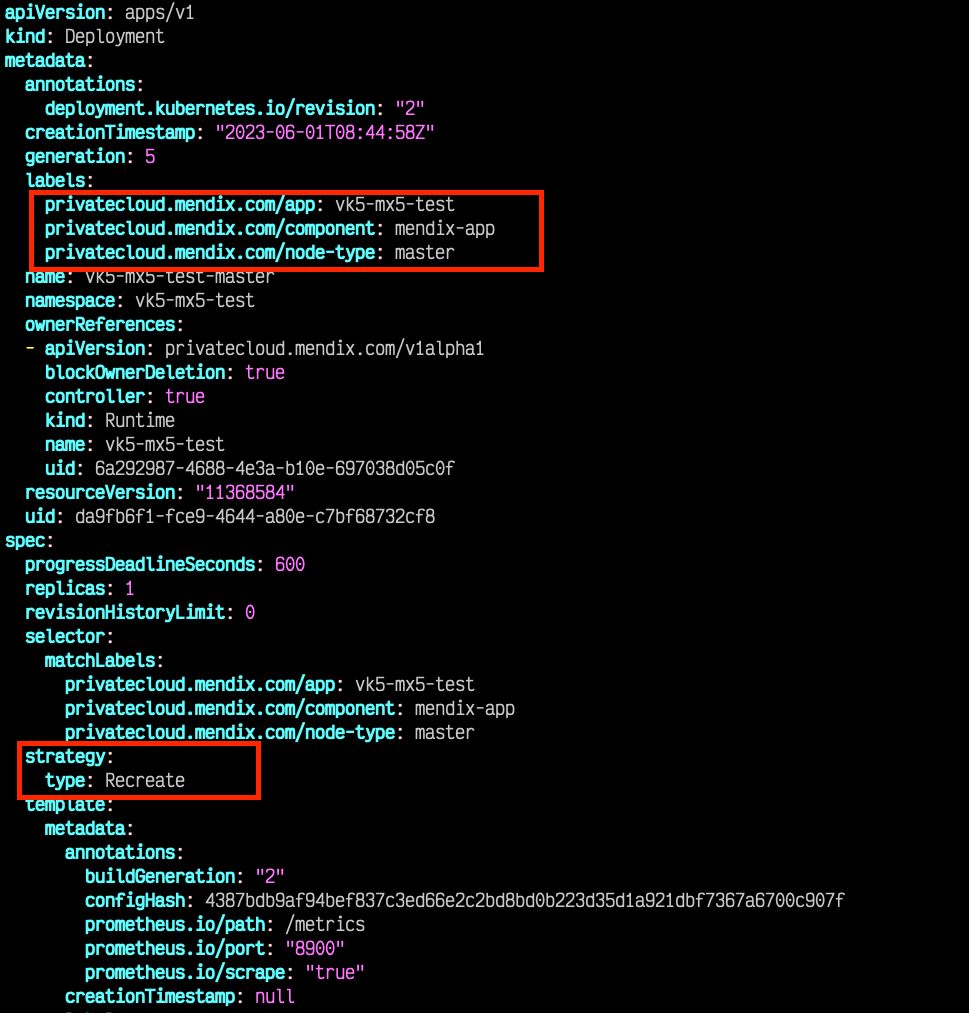 apiVersion: apps/v1
kind: Deployment
metadata:
  annotations:
    deployment.kubernetes.io/revision: "2"
  creationTimestamp: "2023-06-01T08:44:58Z"
  generation: 5
  labels:
    privatecloud.mendix.com/app: vk5-mx5-test
    privatecloud.mendix.com/component: mendix-app
    privatecloud.mendix.com/node-type: master
  name: vk5-mx5-test-master
  namespace: vk5-mx5-test
  ownerReferences:
  - apiVersion: privatecloud.mendix.com/v1alpha1
    blockOwnerDeletion: true
    controller: true
    kind: Runtime
    name: vk5-mx5-test
    uid: 6a292987-4688-4e3a-b10e-697038d05c0f
  resourceVersion: "11368584"
  uid: da9fb6f1-fce9-4644-a80e-c7bf68732cf8
spec:
  progressDeadlineSeconds: 600
  replicas: 1
  revisionHistoryLimit: 0
  selector:
    matchLabels:
      privatecloud.mendix.com/app: vk5-mx5-test
      privatecloud.mendix.com/component: mendix-app
      privatecloud.mendix.com/node-type: master
  strategy:
    type: Recreate
  template:
    metadata:
      annotations:
        buildGeneration: "2"
        configHash: 4387bdb9af94bef837c3ed66e2c2bd8bd0b223d35d1a921dbf7367a6700c907f
        prometheus.io/path: /metrics
        prometheus.io/port: "8900"
        prometheus.io/scrape: "true"
      creationTimestamp: null